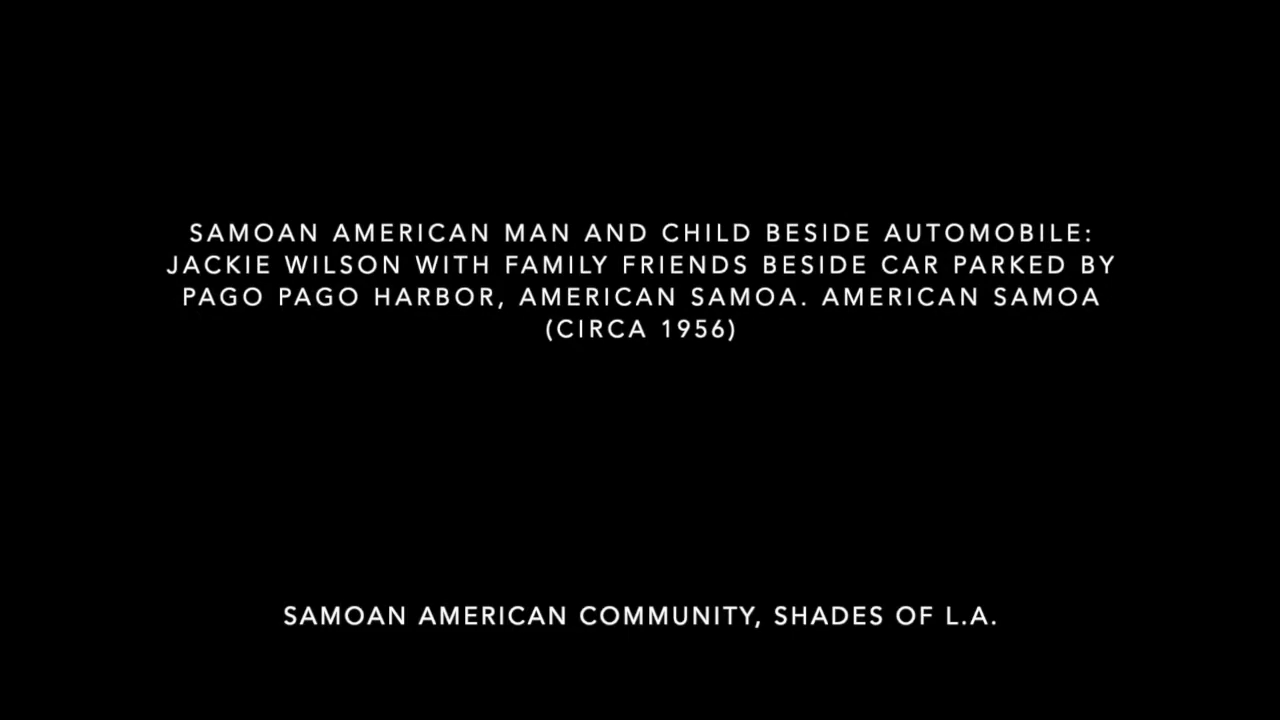 SAMOAN AMERICAN MAN AND CHILD BESIDE AUTOMOBILE:
JACKIE WILSON WITH FAMILY FRIENDS BESIDE CAR PARKED BY
PAGO PAGO HARBOR, AMERICAN SAMOA. AMERICAN SAMOA
(CIRCA 1956)
SAMOAN AMERICAN COMMUNITY, SHADES OF L.A.